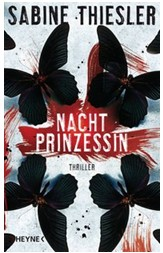 SABINE THIESLER
NACHT
PRINZESSIN
THRILLER
HEYNE